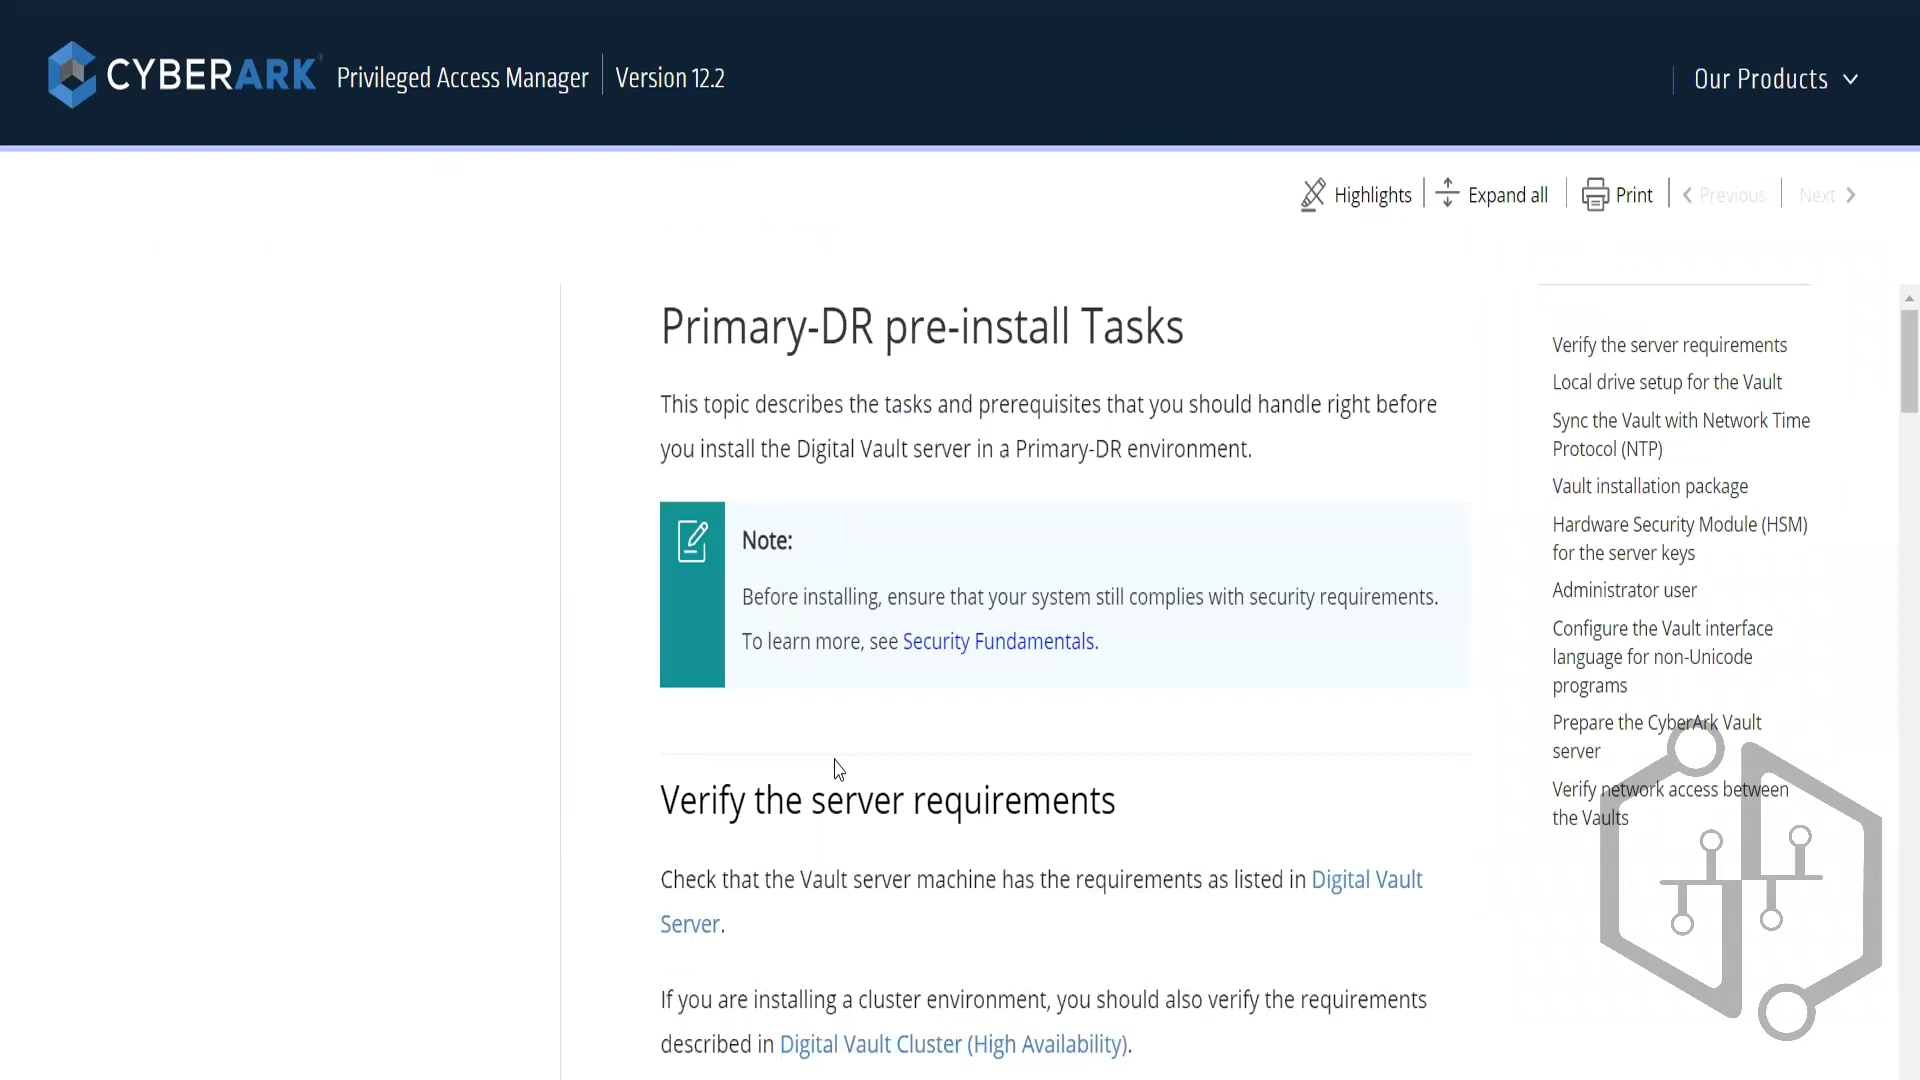 CYBERARK Privileged Access Manager Version 12.2
Our Products
Highlights Expand all Print Previous Next
Primary-DR pre-install Tasks
This topic describes the tasks and prerequisites that you should handle right before
you install the Digital Vault server in a Primary-DR environment.
Note:
Before installing, ensure that your system still complies with security requirements.
To learn more, see Security Fundamentals.
Verify the server requirements
Check that the Vault server machine has the requirements as listed in Digital Vault
Server.
If you are installing a cluster environment, you should also verify the requirements
described in Digital Vault Cluster (High Availability).
Verify the server requirements
Local drive setup for the Vault
Sync the Vault with Network Time
Protocol (NTP)
Vault installation package
Hardware Security Module (HSM)
for the server keys
Administrator user
Configure the Vault interface
language for non-Unicode
programs
Prepare the CyberArk Vault
server
Verify network access between
the Vaults